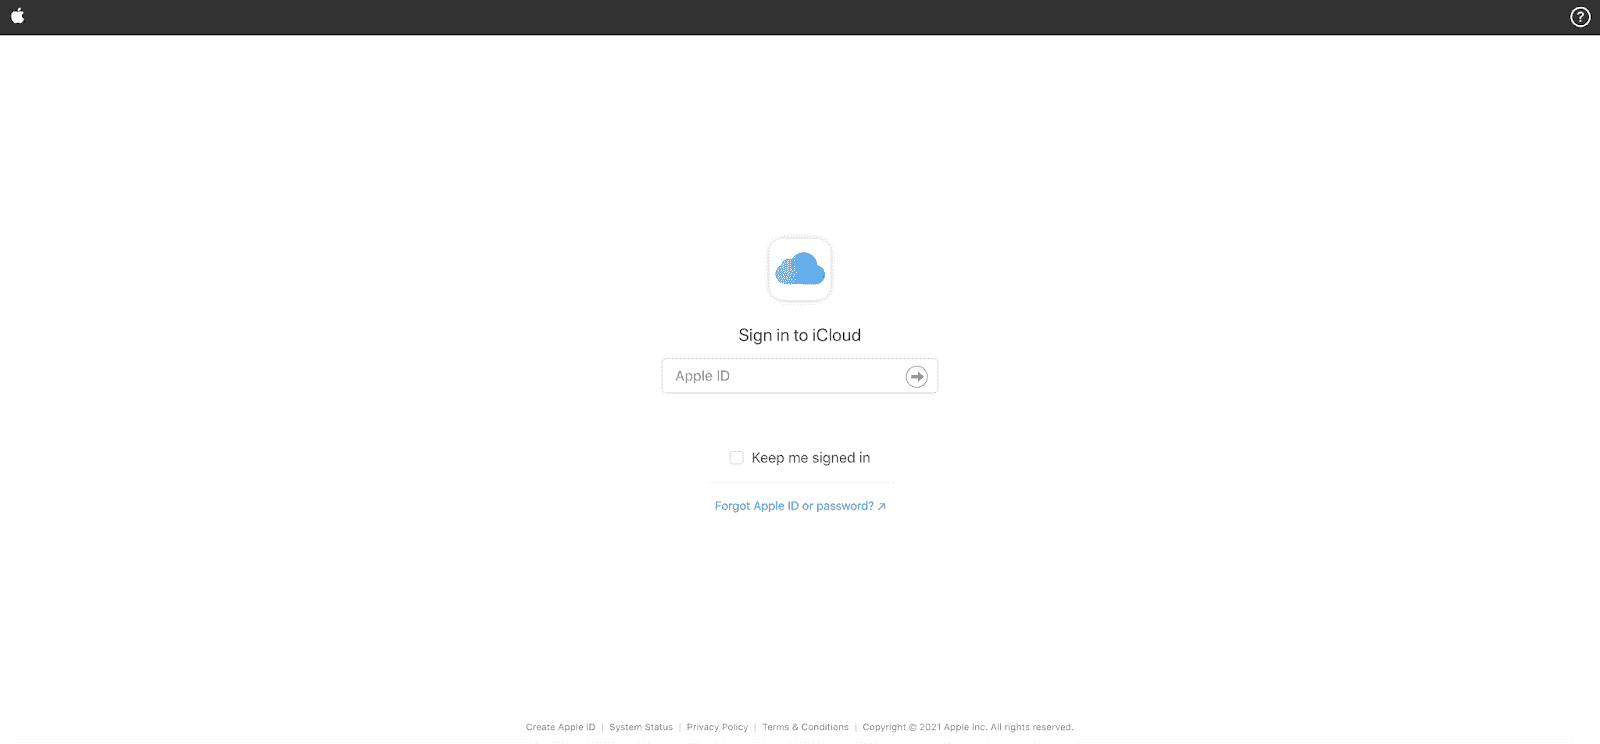 ?
Sign in to iCloud
Apple ID
Keep me signed in
Forgot Apple ID or password? ↗
Create Apple ID | System Status | Privacy Policy | Terms & Conditions | Copyright © 2021 Apple Inc. All rights reserved.